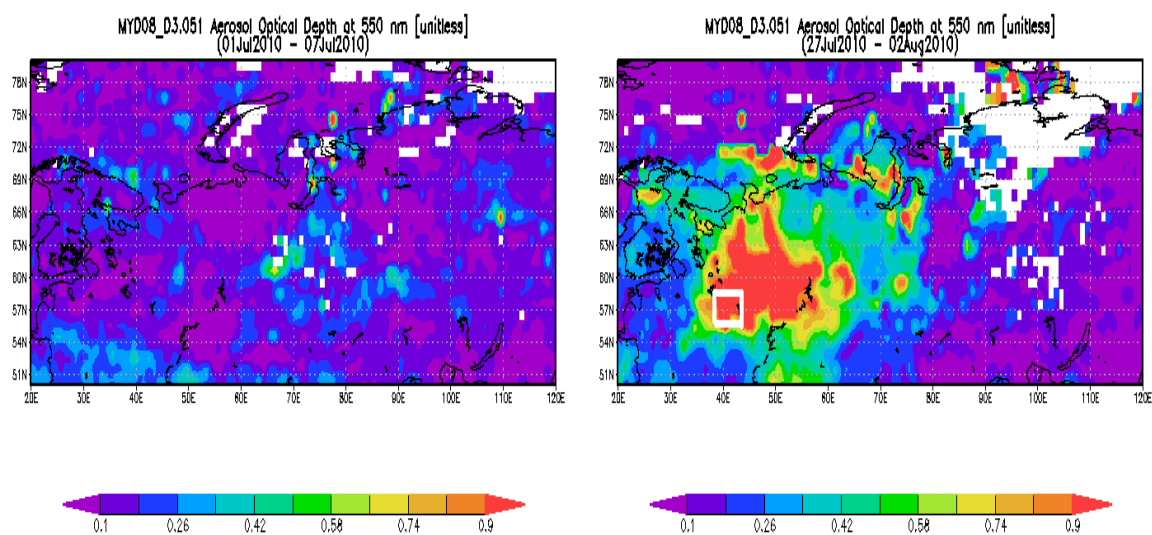 MYD08_D3.051 Aerosol Optical Depth at 550 nm [unitless]
(01Jul2010 - 07Jul2010)
78N
75N
72N
69N
66N
63N
60N
57N
54N
51N
20E 30E 40E 50E 60E 70E 80E 90E 100E 110E 120E
0.1 0.26 0.42 0.58 0.74 0.9
MYD08_D3.051 Aerosol Optical Depth at 550 nm [unitless]
(27Jul2010 - 02Aug2010)
78N
75N
72N
69N
66N
63N
60N
57N
54N
51N
20E 30E 40E 50E 60E 70E 80E 90E 100E 110E 120E
0.1 0.26 0.42 0.58 0.74 0.9